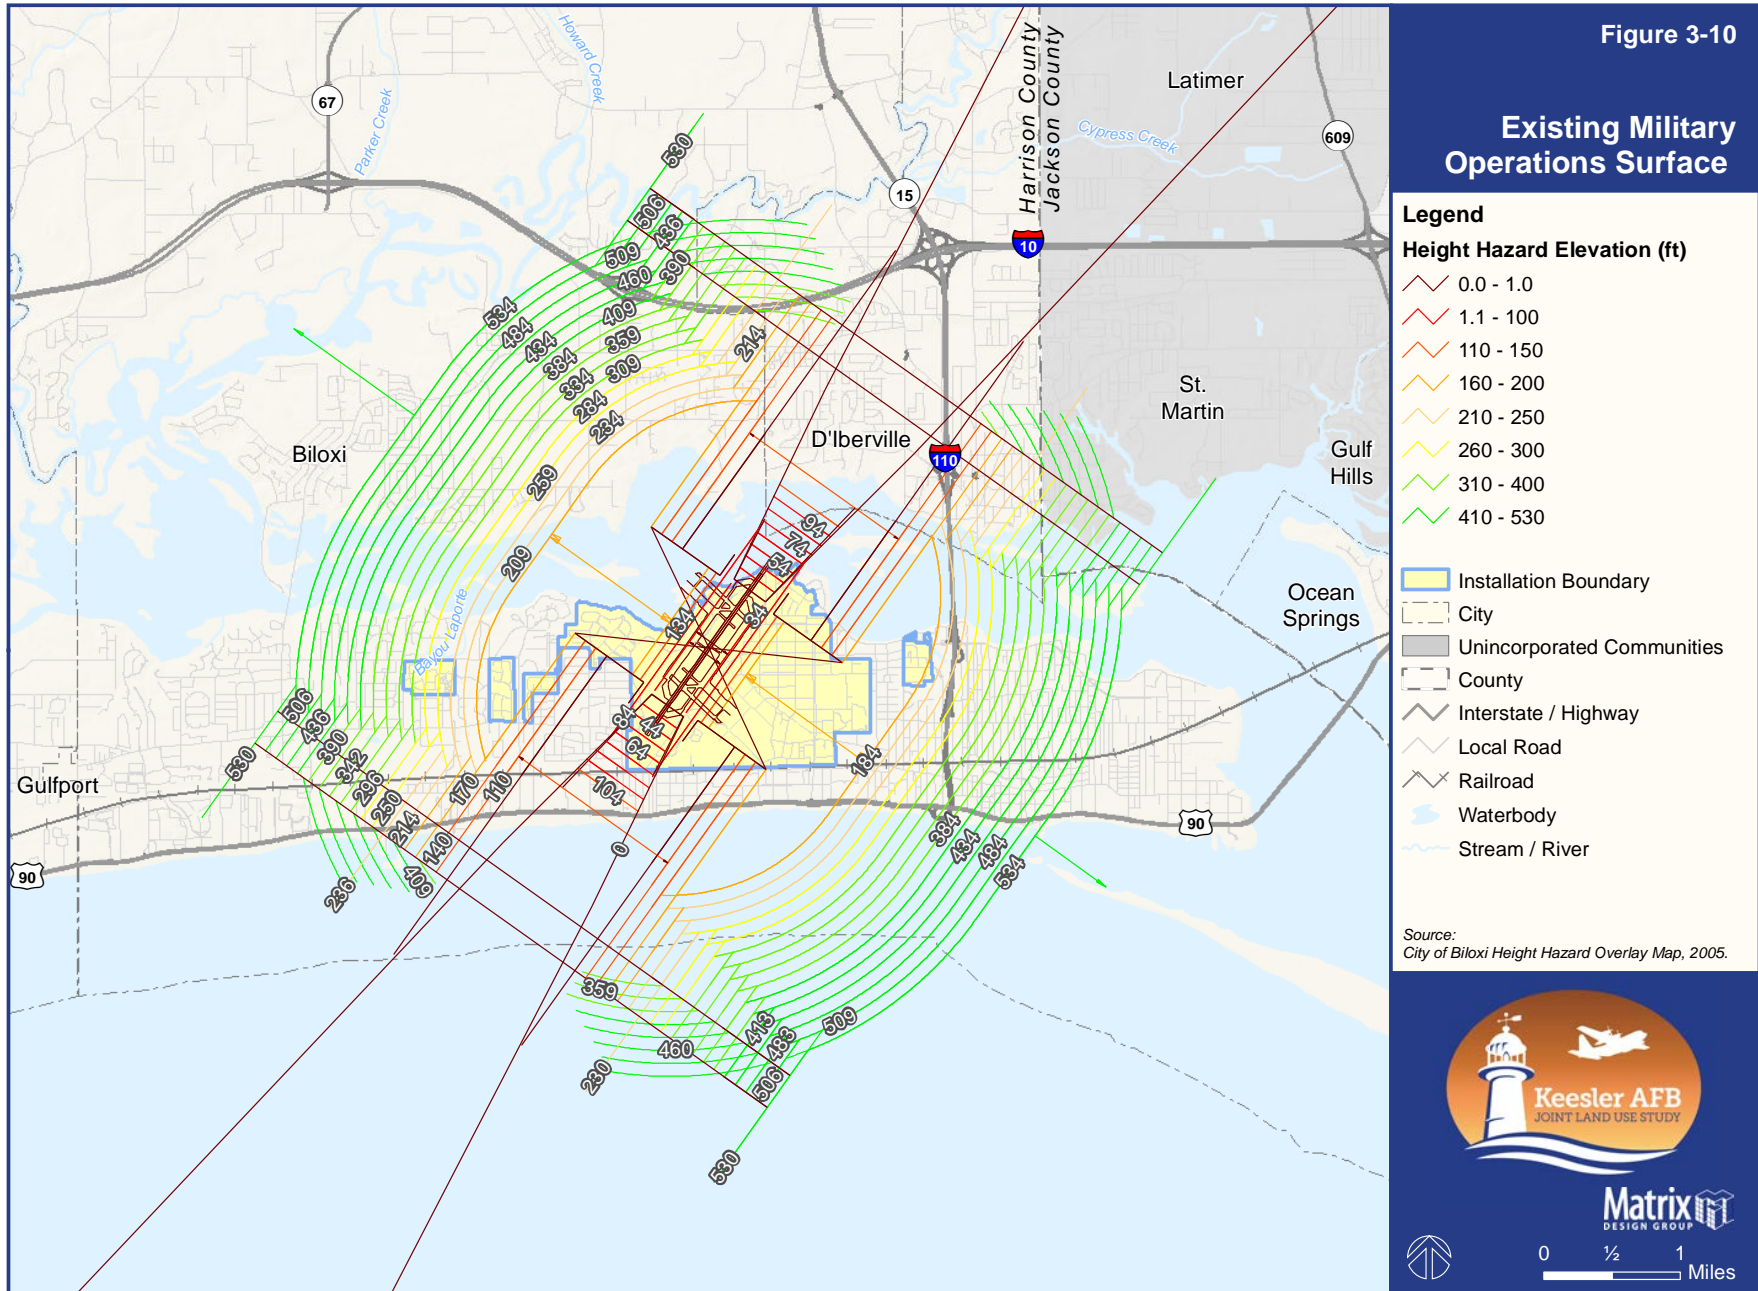 Figure 3-10
Existing Military
Operations Surface
Legend
Height Hazard Elevation (ft)
0.0 - 1.0
1.1 - 100
110 - 150
160 - 200
210 - 250
260 - 300
310 - 400
410 - 530
Installation Boundary
City
Unincorporated Communities
County
Interstate / Highway
Local Road
Railroad
Waterbody
Stream / River
Source:
City of Biloxi Height Hazard Overlay Map, 2005.
Keesler AFB
JOINT LAND USE STUDY
Matrix
DESIGN GROUP
0 ½ 1
Miles
Howard Creek
Parker Creek
67
Harrison County
Jackson County
Latimer
Cypress Creek
609
15
10
530
506
436
509
460
390
409
359
309
534
484
434
384
334
284
234
214
259
209
Biloxi
D'Iberville
110
St.
Martin
Gulf
Hills
Ocean
Springs
94
74
54
34
134
Bayou Laporte
84
44
64
104
0
184
506
436
390
342
286
250
214
140
170
110
530
409
236
Gulfport
90
90
384
434
484
534
359
460
230
413
483
509
506
530